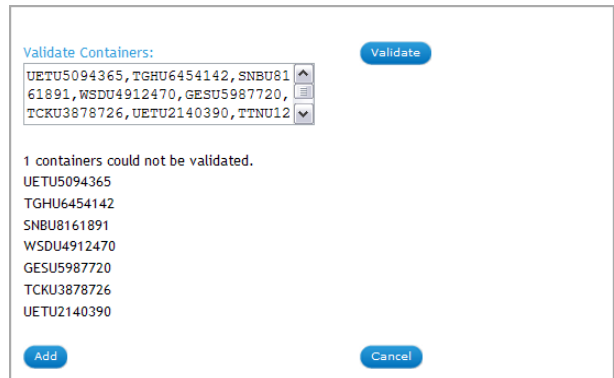 Validate Containers:
Validate
UETU5094365,TGHU6454142,SNBU81
61891,WSDU4912470,GESU5987720,
TCKU3878726,UETU2140390,TTNU12
1 containers could not be validated.
UETU5094365
TGHU6454142
SNBU8161891
WSDU4912470
GESU5987720
TCKU3878726
UETU2140390
Add
Cancel